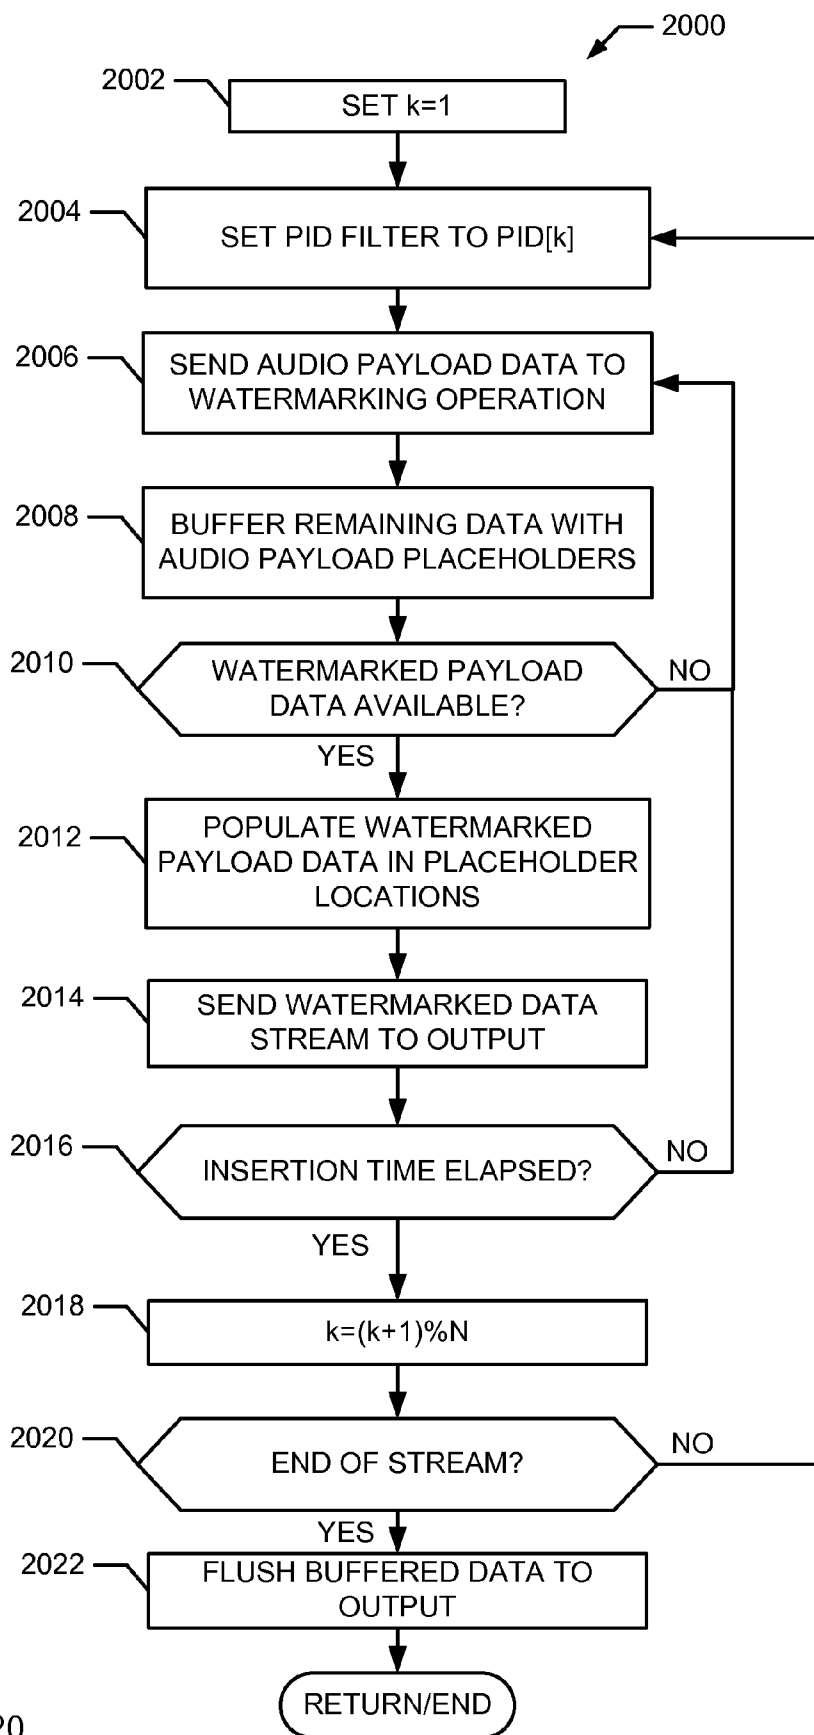 2000
2002
SET k=1
2004
SET PID FILTER TO PID[k]
2006
SEND AUDIO PAYLOAD DATA TO
WATERMARKING OPERATION
2008
BUFFER REMAINING DATA WITH
AUDIO PAYLOAD PLACEHOLDERS
2010
WATERMARKED PAYLOAD
DATA AVAILABLE?
NO
YES
2012
POPULATE WATERMARKED
PAYLOAD DATA IN PLACEHOLDER
LOCATIONS
2014
SEND WATERMARKED DATA
STREAM TO OUTPUT
2016
INSERTION TIME ELAPSED?
NO
YES
2018
k=(k+1)%N
2020
END OF STREAM?
NO
YES
2022
FLUSH BUFFERED DATA TO
OUTPUT
RETURN/END
20